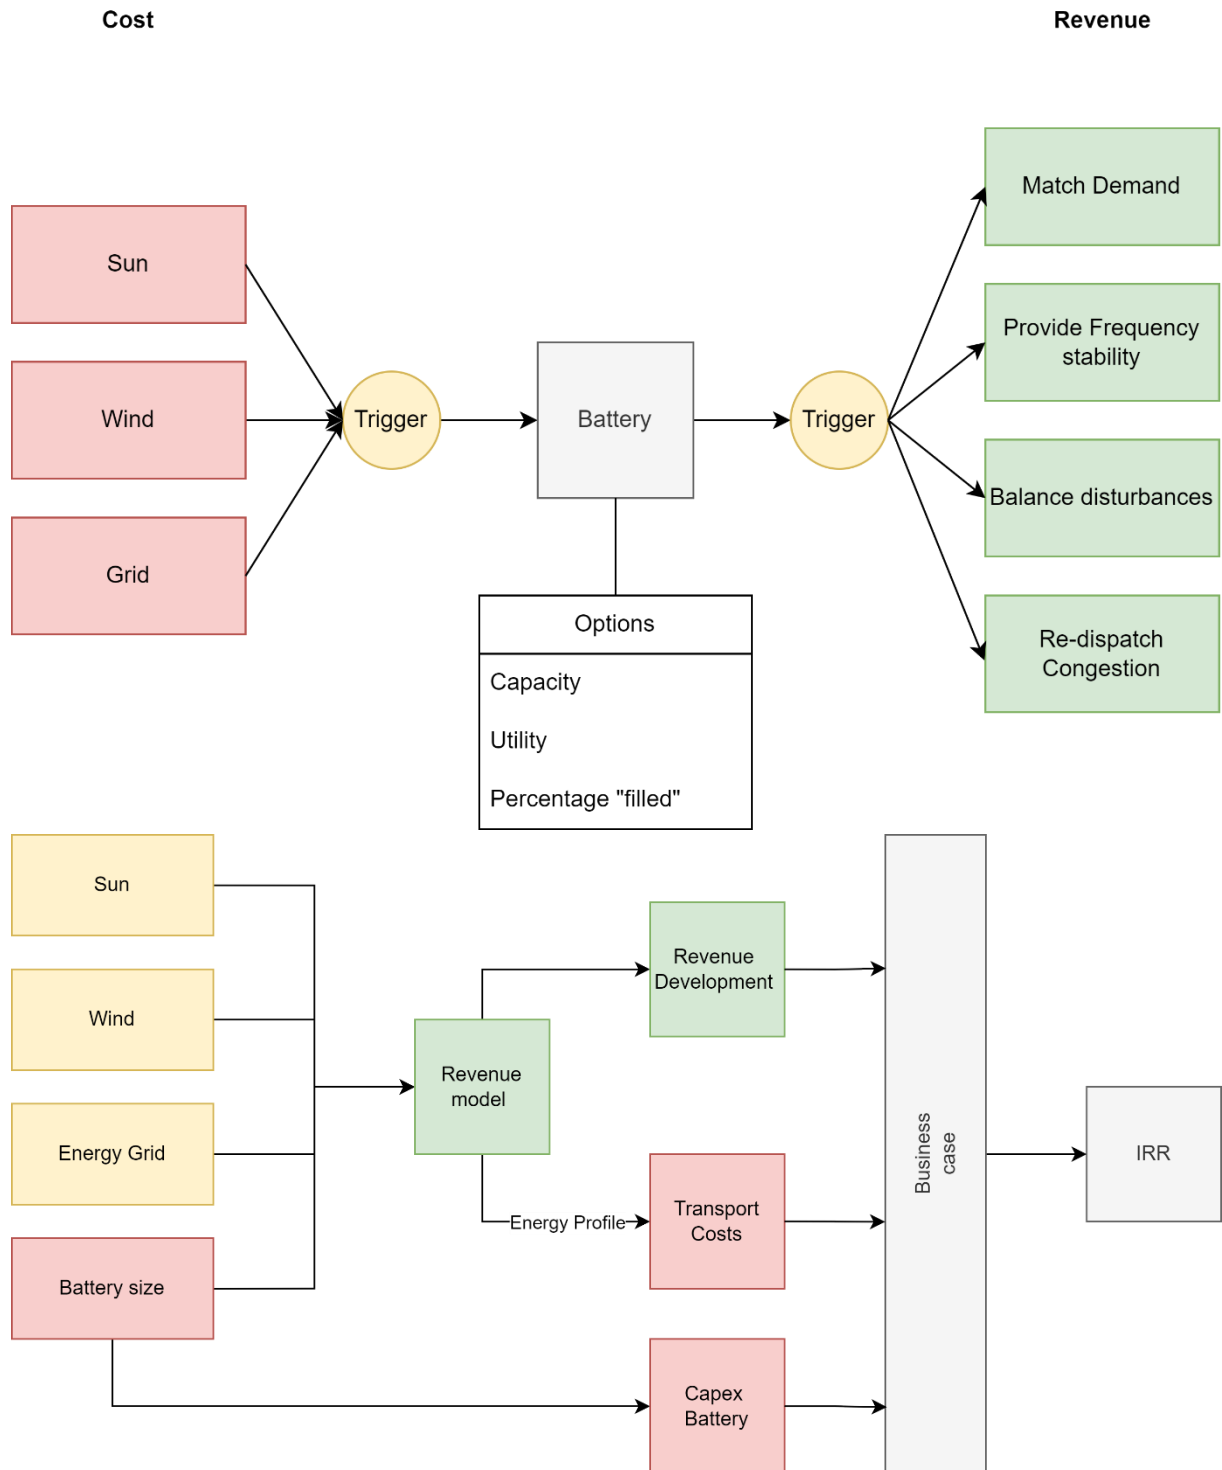 Cost
Revenue
Match Demand
Sun
Provide Frequency
stability
Wind
Trigger
Battery
Trigger
Balance disturbances
Grid
Options
Re-dispatch
Congestion
Capacity
Utility
Percentage "filled"
Sun
Revenue
Development
Wind
Revenue
model
Energy Grid
Business
case
IRR
Energy Profile
Transport
Costs
Battery size
Capex
Battery